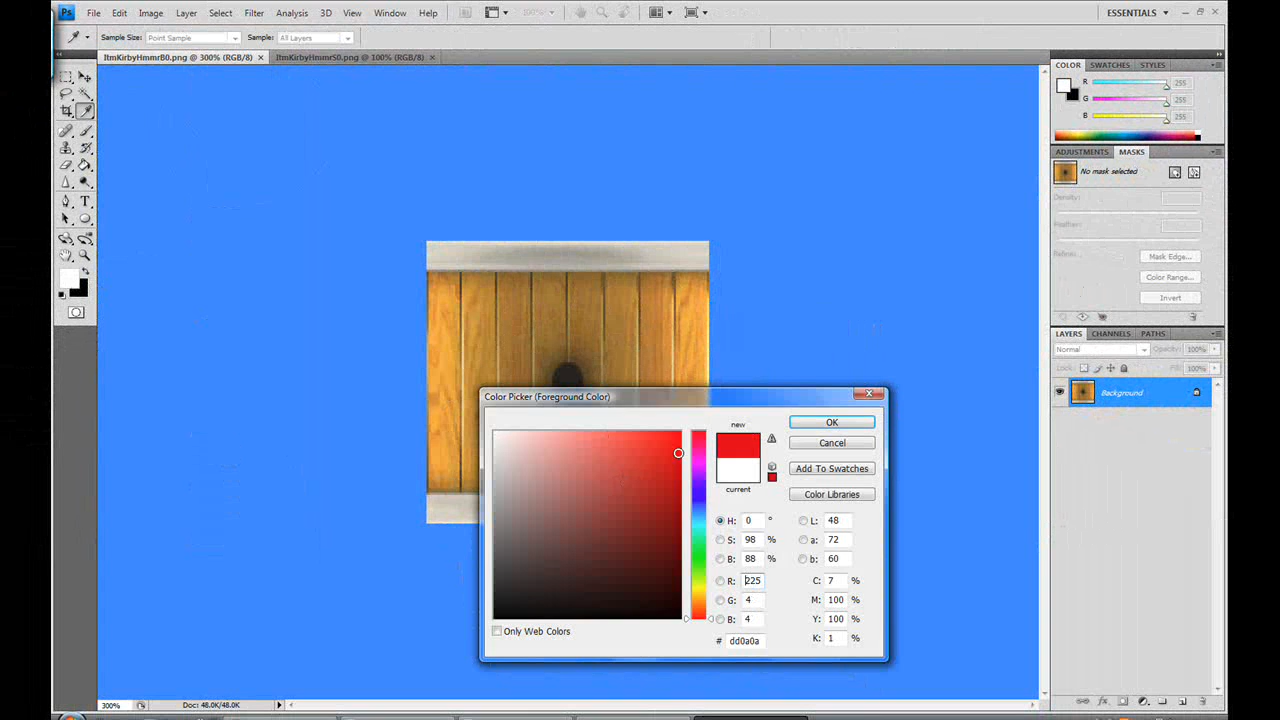 Ps File Edit Image Layer Select Filter Analysis 3D View Window Help 100% ESSENTIALS
Sample Size: Point Sample Sample: All Layers
ItmKirbyHmmrB0.png @ 300% (RGB/8) × ItmKirbyHmmrS0.png @ 100% (RGB/8) ×
COLOR SWATCHES STYLES
R 255
G 255
B 255
ADJUSTMENTS MASKS
No mask selected
Density:
Feather:
Refine: Mask Edge...
Color Range...
Invert
LAYERS CHANNELS PATHS
Normal Opacity: 100%
Lock: Fill: 100%
Background
Color Picker (Foreground Color)
new
current
OK
Cancel
Add To Swatches
Color Libraries
H: 0 ° L: 48
S: 98 % a: 72
B: 88 % b: 60
R: 225 C: 7 %
G: 4 M: 100 %
B: 4 Y: 100 %
# dd0a0a K: 1 %
Only Web Colors
300% Doc: 48.0K/48.0K